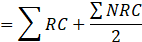 = ∑ RC + ∑ NRC / 2